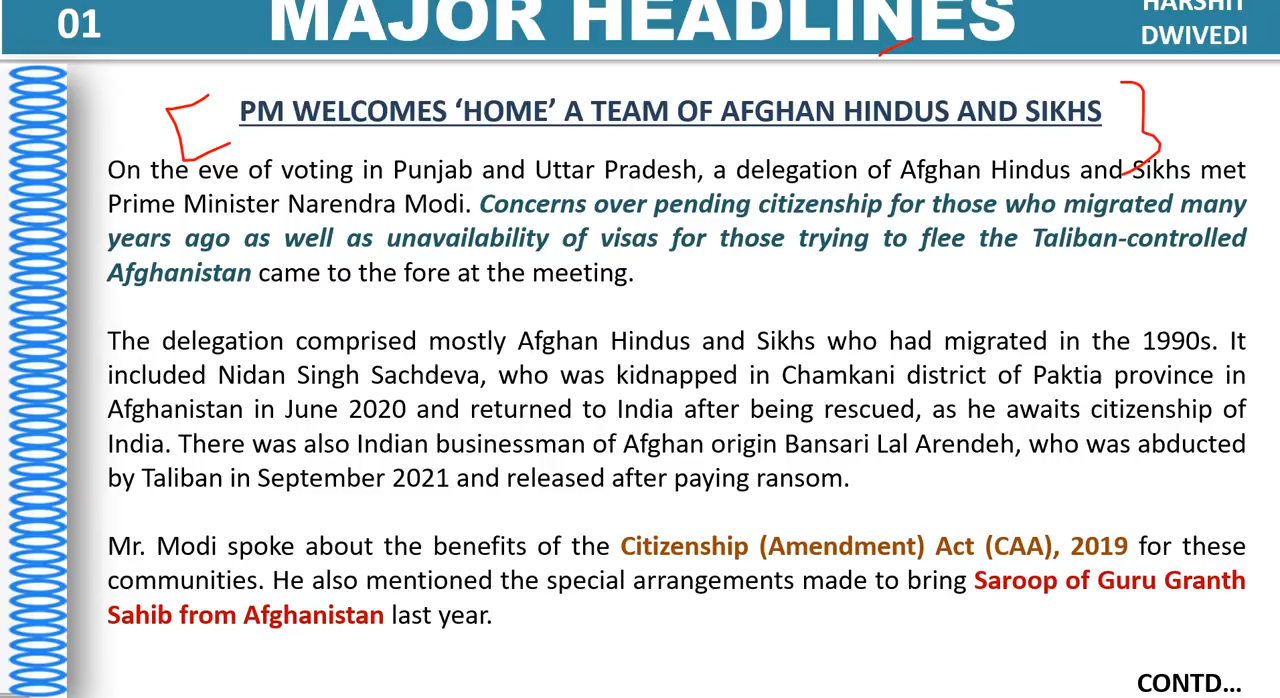 01
MAJOR HEADLINES
HARSHIT
DWIVEDI
PM WELCOMES ‘HOME’ A TEAM OF AFGHAN HINDUS AND SIKHS
On the eve of voting in Punjab and Uttar Pradesh, a delegation of Afghan Hindus and Sikhs met
Prime Minister Narendra Modi. Concerns over pending citizenship for those who migrated many
years ago as well as unavailability of visas for those trying to flee the Taliban-controlled
Afghanistan came to the fore at the meeting.
The delegation comprised mostly Afghan Hindus and Sikhs who had migrated in the 1990s. It
included Nidan Singh Sachdeva, who was kidnapped in Chamkani district of Paktia province in
Afghanistan in June 2020 and returned to India after being rescued, as he awaits citizenship of
India. There was also Indian businessman of Afghan origin Bansari Lal Arendeh, who was abducted
by Taliban in September 2021 and released after paying ransom.
Mr. Modi spoke about the benefits of the Citizenship (Amendment) Act (CAA), 2019 for these
communities. He also mentioned the special arrangements made to bring Saroop of Guru Granth
Sahib from Afghanistan last year.
CONTD...